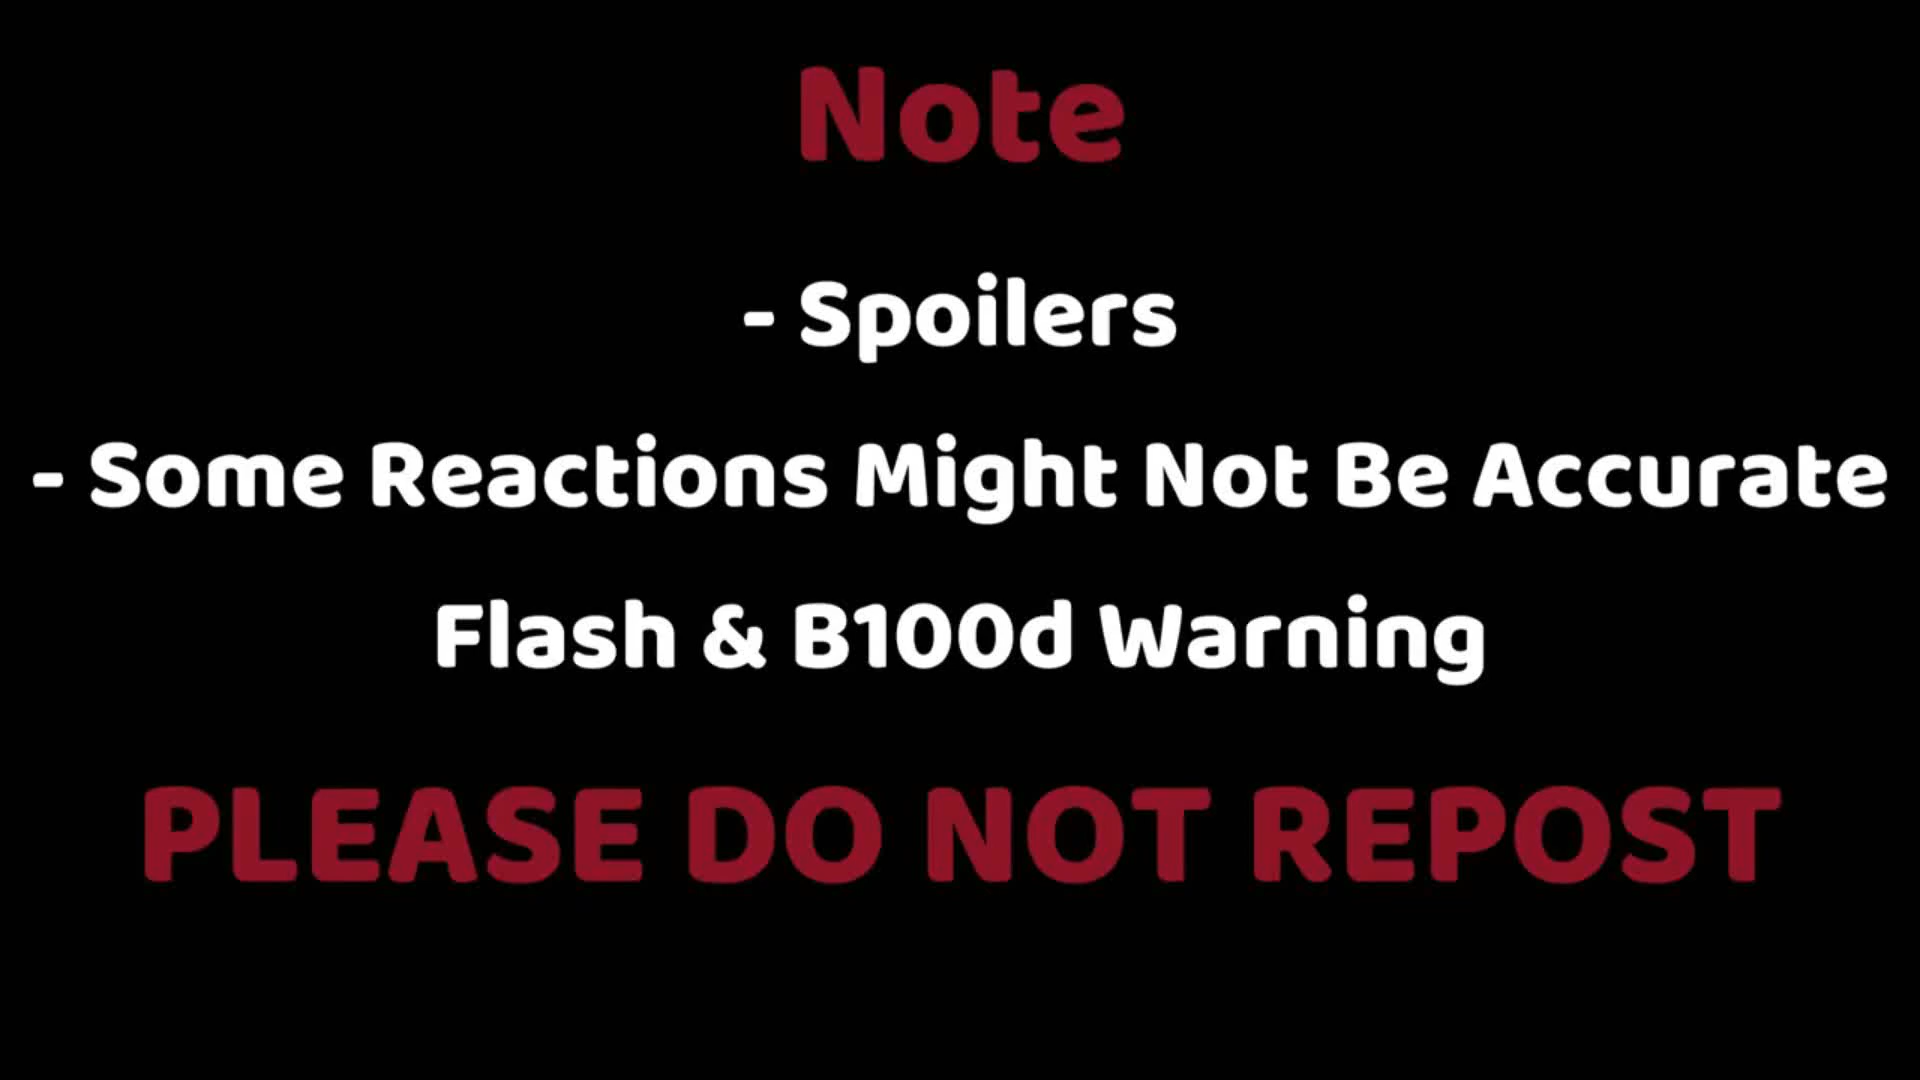 Note
- Spoilers
- Some Reactions Might Not Be Accurate
Flash & B100d Warning
PLEASE DO NOT REPOST